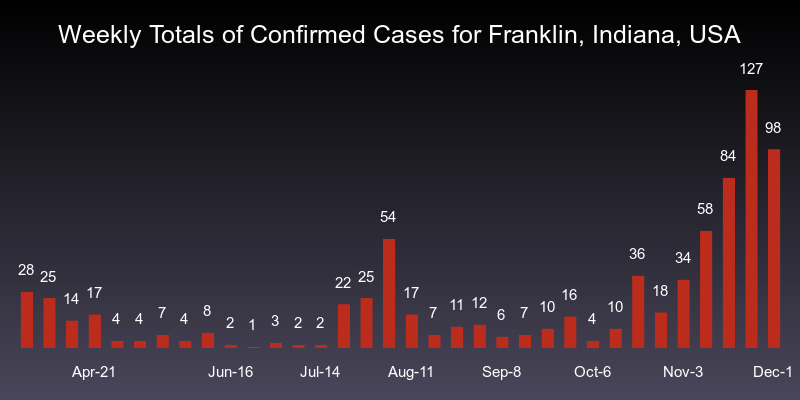 Weekly Totals of Confirmed Cases for Franklin, Indiana, USA
28 25 14 17 4 4 7 4 8 2 1 3 2 2 22 25 54 17 7 11 12 6 7 10 16 4 10 36 18 34 58 84 127 98
Apr-21 Jun-16 Jul-14 Aug-11 Sep-8 Oct-6 Nov-3 Dec-1